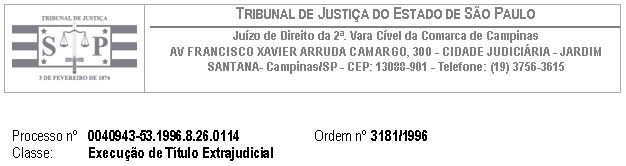 TRIBUNAL DE JUSTIÇA
S P
3 DE FEVEREIRO DE 1874
TRIBUNAL DE JUSTIÇA DO ESTADO DE SÃO PAULO
Juízo de Direito da 2ª. Vara Cível da Comarca de Campinas
AV FRANCISCO XAVIER ARRUDA CAMARGO, 300 - CIDADE JUDICIÁRIA - JARDIM
SANTANA- Campinas/SP - CEP: 13088-901 - Telefone: (19) 3756-3615
Processo nº 0040943-53.1996.8.26.0114 Ordem nº 3181/1996
Classe: Execução de Título Extrajudicial